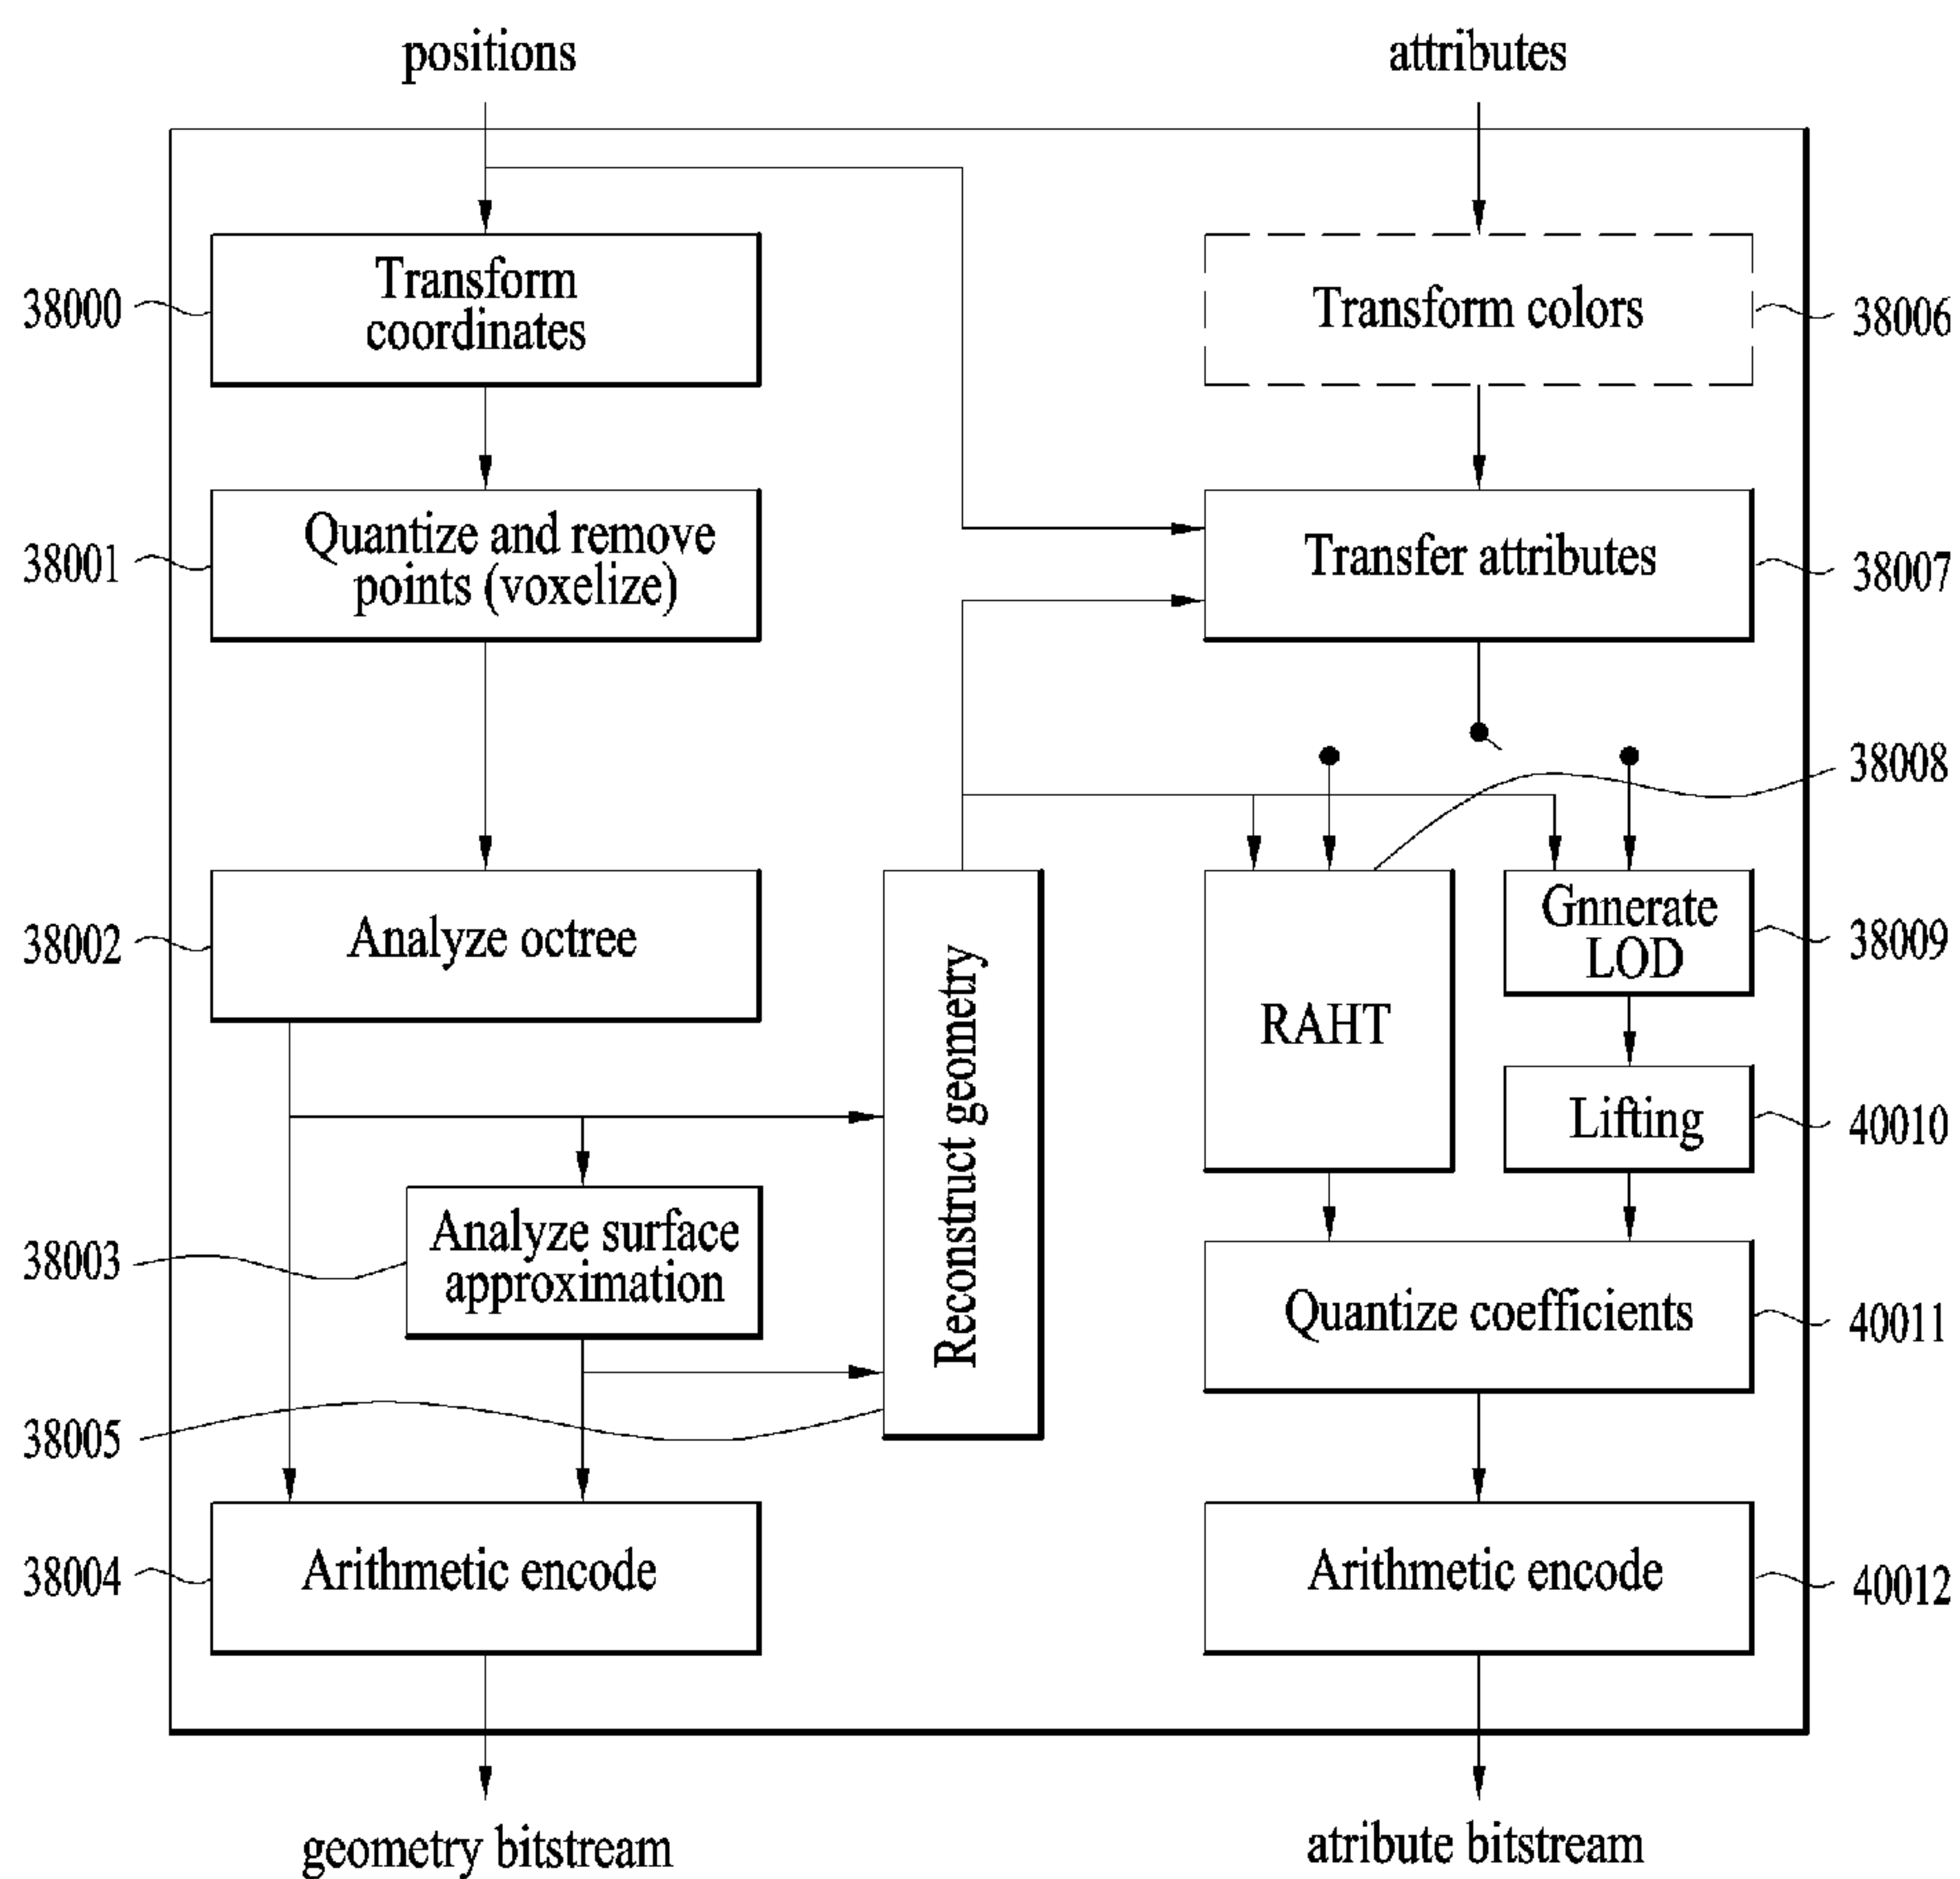 positions
attributes
38000
Transform
coordinates
Transform colors
38006
38001
Quantize and remove
points (voxelize)
Transfer attributes
38007
38008
38002
Analyze octree
Reconstruct geometry
RAHT
Gnnerate
LOD
38009
Lifting
40010
38003
Analyze surface
approximation
Quantize coefficients
40011
38005
38004
Arithmetic encode
Arithmetic encode
40012
geometry bitstream
atribute bitstream